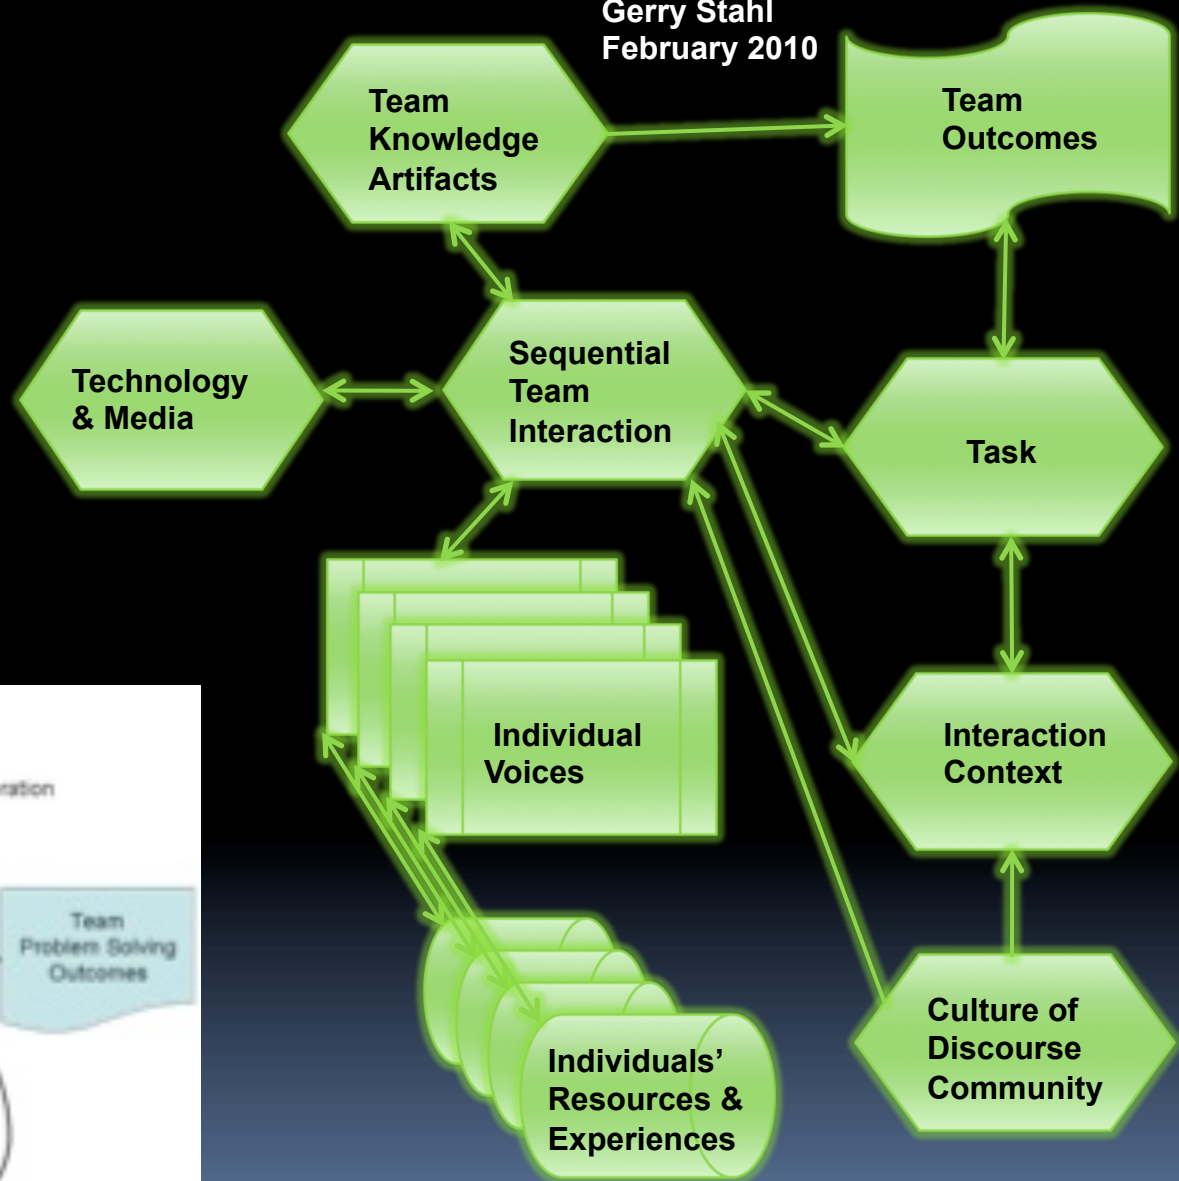 Gerry Stahl
February 2010
Team
Knowledge
Artifacts
Team
Outcomes
Technology
& Media
Sequential
Team
Interaction
Task
Individual
Voices
Interaction
Context
Individuals’
Resources &
Experiences
Culture of
Discourse
Community
ration
Team
Problem Solving
Outcomes